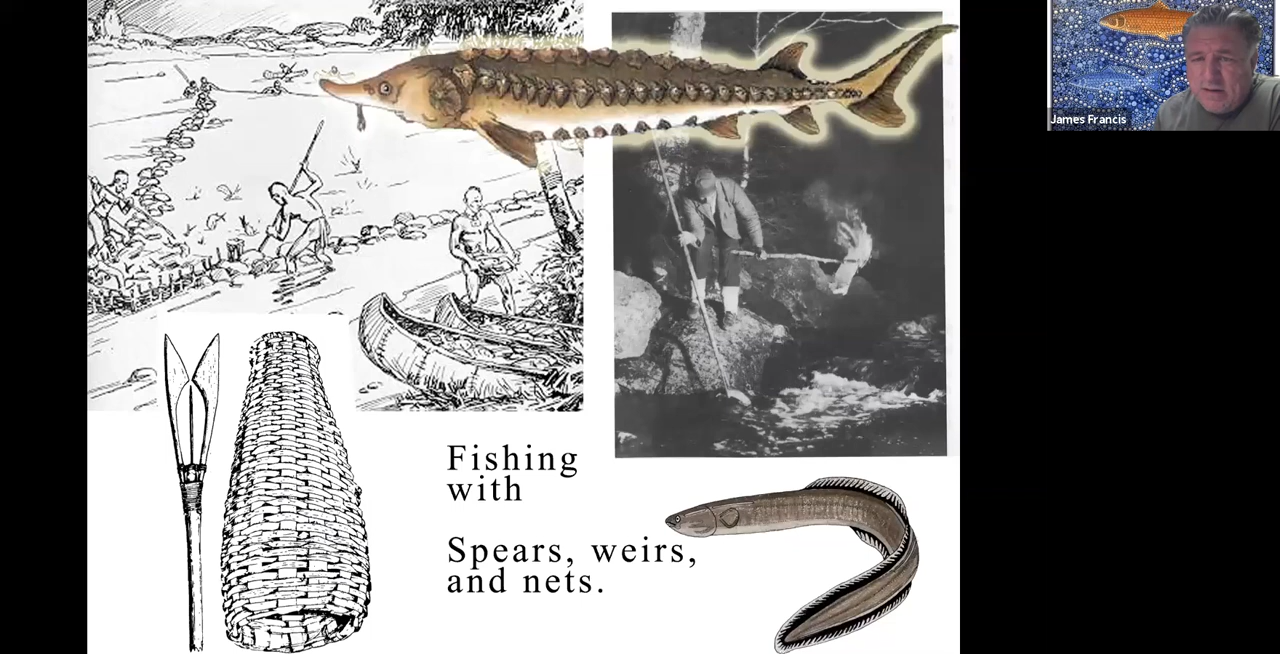 James Francis
Fishing
with
Spears, weirs,
and nets.